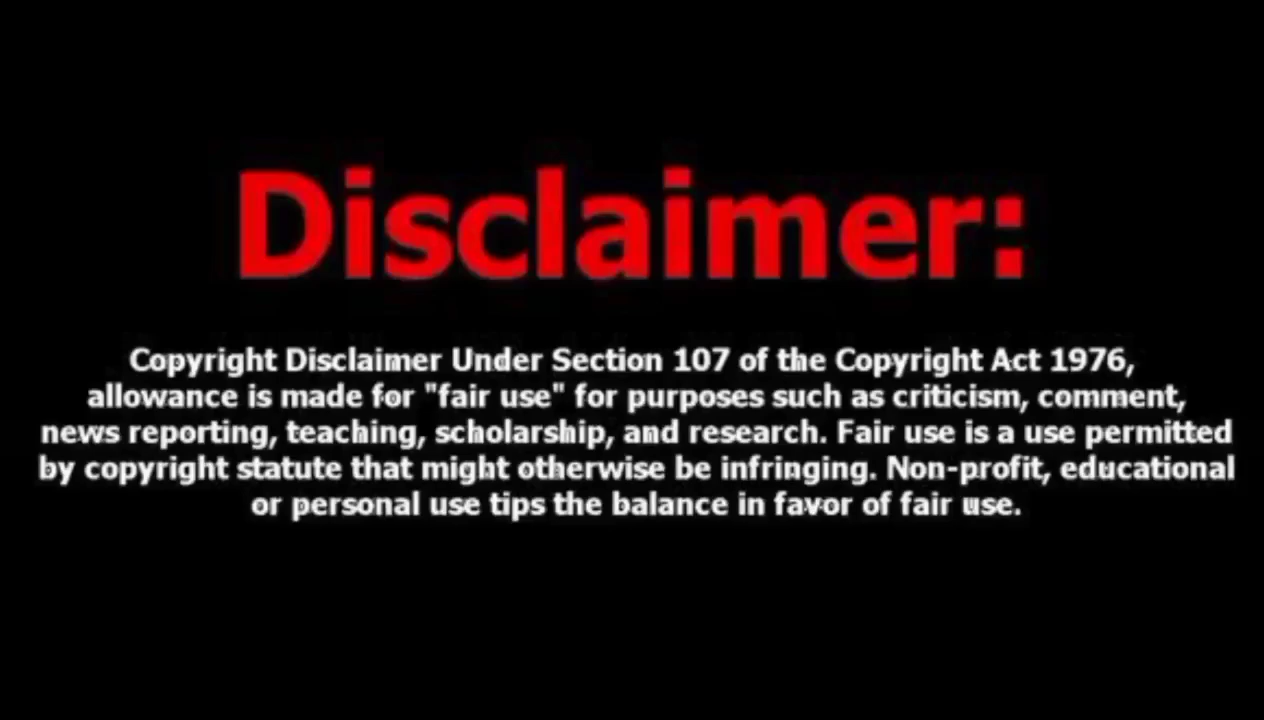 Disclaimer:
Copyright Disclaimer Under Section 107 of the Copyright Act 1976,
allowance is made for "fair use" for purposes such as criticism, comment,
news reporting, teaching, scholarship, and research. Fair use is a use permitted
by copyright statute that might otherwise be infringing. Non-profit, educational
or personal use tips the balance in favor of fair use.